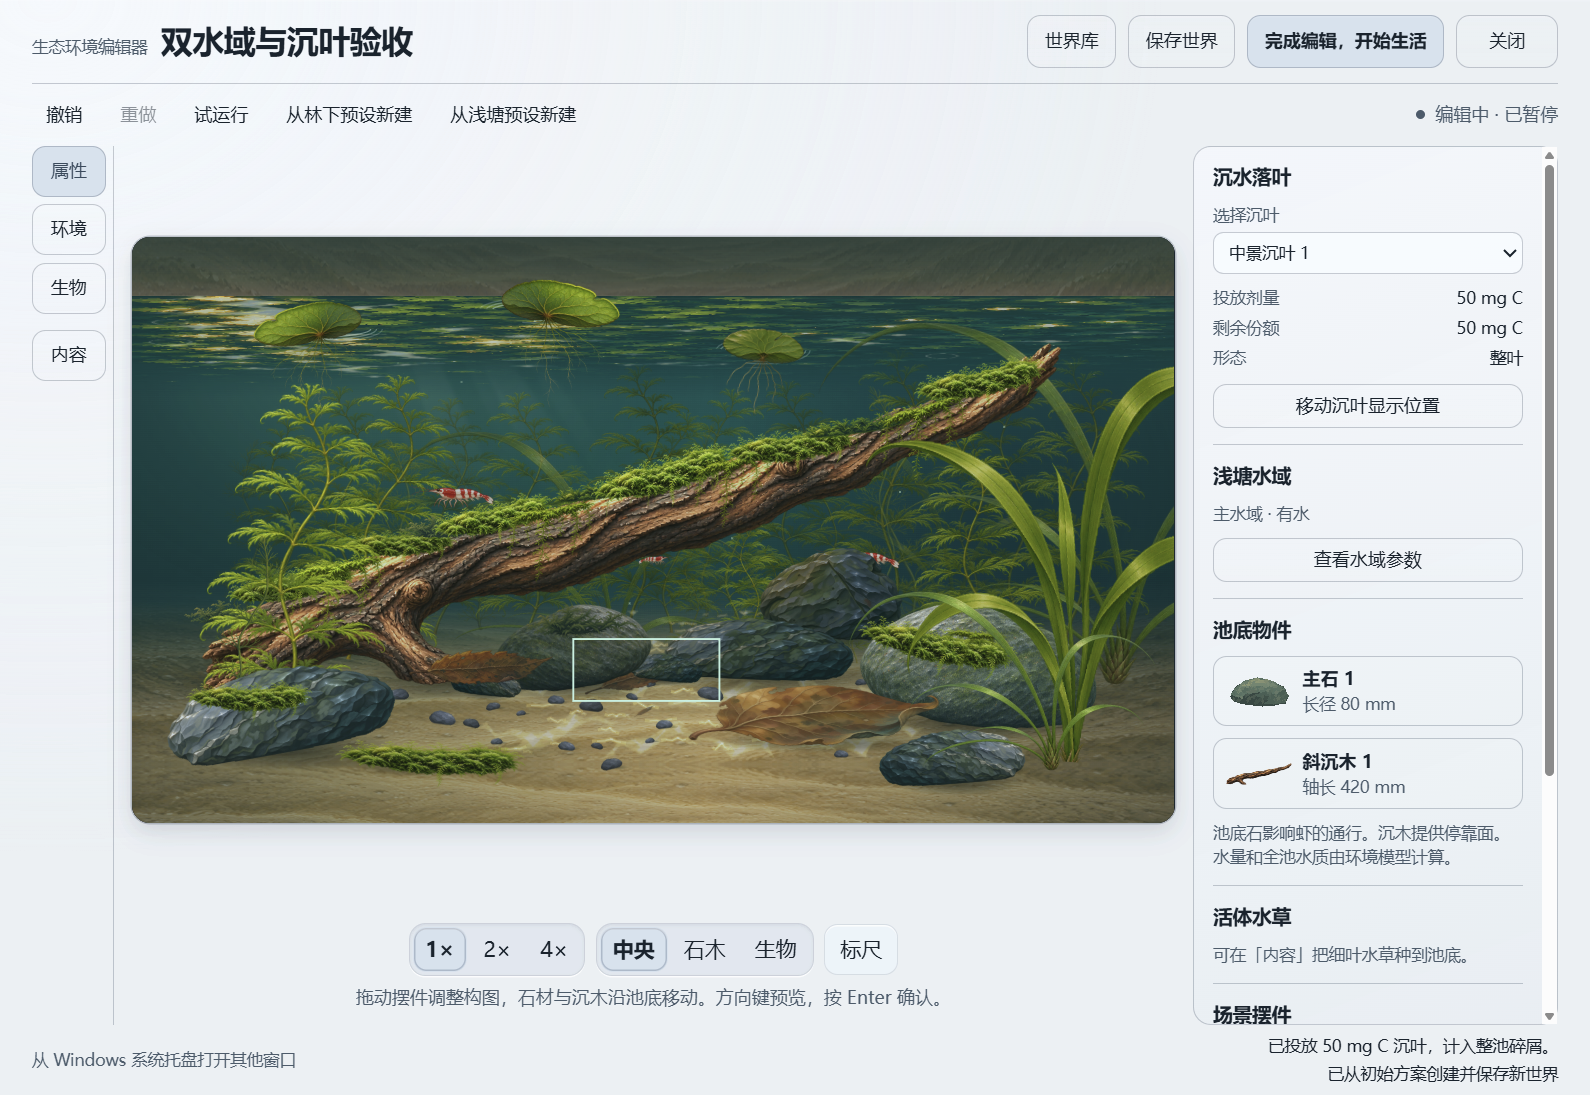 生态环境编辑器 双水域与沉叶验收
世界库 保存世界 完成编辑，开始生活 关闭
撤销 重做 试运行 从林下预设新建 从浅塘预设新建
编辑中 · 已暂停
属性
环境
生物
内容
沉水落叶
选择沉叶
中景沉叶 1
投放剂量 50 mg C
剩余份额 50 mg C
形态 整叶
移动沉叶显示位置
浅塘水域
主水域 · 有水
查看水域参数
池底物件
主石 1
长径 80 mm
斜沉木 1
轴长 420 mm
池底石影响虾的通行。沉木提供停靠面。
水量和全池水质由环境模型计算。
活体水草
可在「内容」把细叶水草种到池底。
场景摆件
1× 2× 4× 中央 石木 生物 标尺
拖动摆件调整构图，石材与沉木沿池底移动。方向键预览，按 Enter 确认。
从 Windows 系统托盘打开其他窗口
已投放 50 mg C 沉叶，计入整池碎屑。
已从初始方案创建并保存新世界